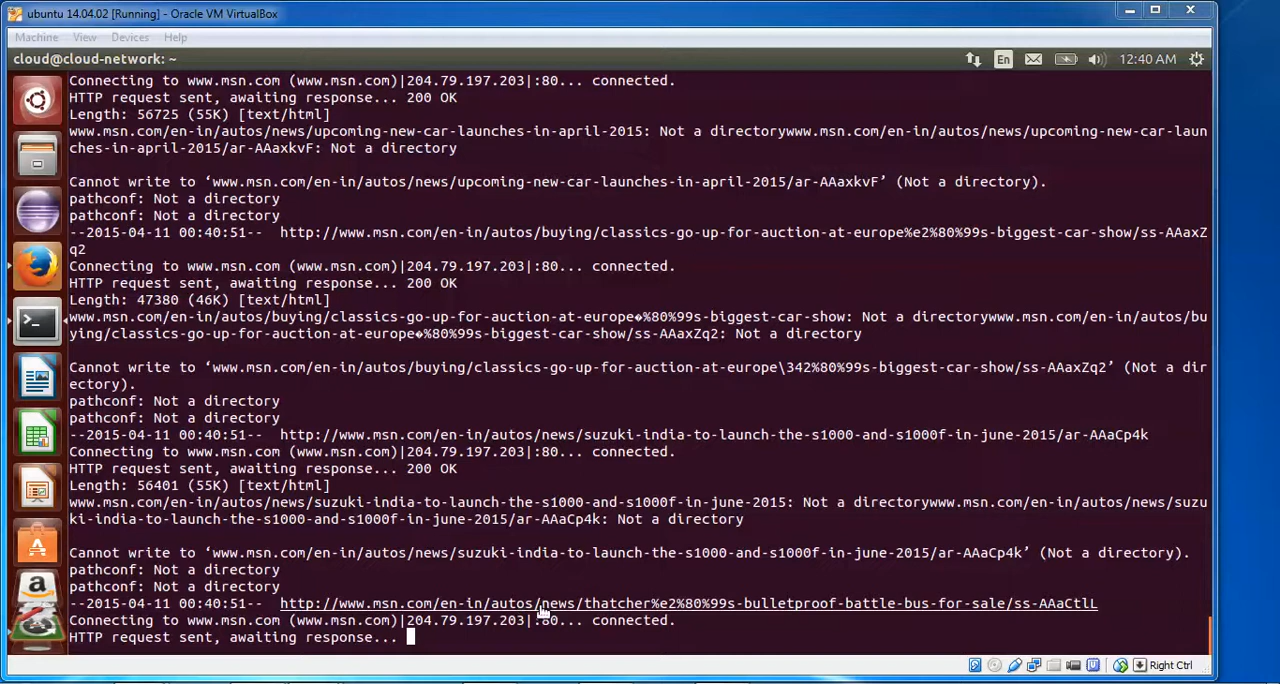 ubuntu 14.04.02 [Running] - Oracle VM VirtualBox
Machine View Devices Help
cloud@cloud-network: ~ En 12:40 AM
Connecting to www.msn.com (www.msn.com)|204.79.197.203|:80... connected.
HTTP request sent, awaiting response... 200 OK
Length: 56725 (55K) [text/html]
www.msn.com/en-in/autos/news/upcoming-new-car-launches-in-april-2015: Not a directorywww.msn.com/en-in/autos/news/upcoming-new-car-laun
ches-in-april-2015/ar-AAaxkvF: Not a directory
Cannot write to ‘www.msn.com/en-in/autos/news/upcoming-new-car-launches-in-april-2015/ar-AAaxkvF’ (Not a directory).
pathconf: Not a directory
pathconf: Not a directory
--2015-04-11 00:40:51--  http://www.msn.com/en-in/autos/buying/classics-go-up-for-auction-at-europe%e2%80%99s-biggest-car-show/ss-AAaxZ
q2
Connecting to www.msn.com (www.msn.com)|204.79.197.203|:80... connected.
HTTP request sent, awaiting response... 200 OK
Length: 47380 (46K) [text/html]
www.msn.com/en-in/autos/buying/classics-go-up-for-auction-at-europe�%80%99s-biggest-car-show: Not a directorywww.msn.com/en-in/autos/bu
ying/classics-go-up-for-auction-at-europe�%80%99s-biggest-car-show/ss-AAaxZq2: Not a directory
Cannot write to ‘www.msn.com/en-in/autos/buying/classics-go-up-for-auction-at-europe\342%80%99s-biggest-car-show/ss-AAaxZq2’ (Not a dir
ectory).
pathconf: Not a directory
pathconf: Not a directory
--2015-04-11 00:40:51--  http://www.msn.com/en-in/autos/news/suzuki-india-to-launch-the-s1000-and-s1000f-in-june-2015/ar-AAaCp4k
Connecting to www.msn.com (www.msn.com)|204.79.197.203|:80... connected.
HTTP request sent, awaiting response... 200 OK
Length: 56401 (55K) [text/html]
www.msn.com/en-in/autos/news/suzuki-india-to-launch-the-s1000-and-s1000f-in-june-2015: Not a directorywww.msn.com/en-in/autos/news/suzu
ki-india-to-launch-the-s1000-and-s1000f-in-june-2015/ar-AAaCp4k: Not a directory
Cannot write to ‘www.msn.com/en-in/autos/news/suzuki-india-to-launch-the-s1000-and-s1000f-in-june-2015/ar-AAaCp4k’ (Not a directory).
pathconf: Not a directory
pathconf: Not a directory
--2015-04-11 00:40:51--  http://www.msn.com/en-in/autos/news/thatcher%e2%80%99s-bulletproof-battle-bus-for-sale/ss-AAaCtlL
Connecting to www.msn.com (www.msn.com)|204.79.197.203|:80... connected.
HTTP request sent, awaiting response...
Right Ctrl